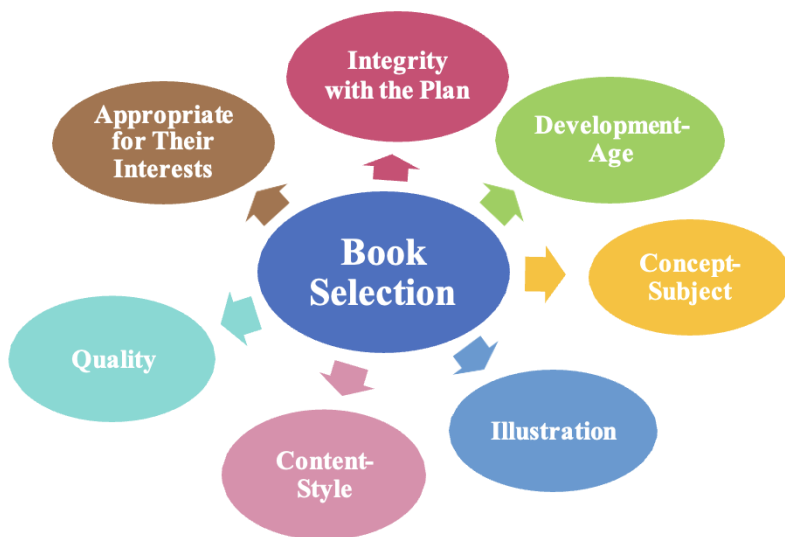 Integrity
with the Plan
Appropriate
for Their
Interests
Development-
Age
Book
Selection
Concept-
Subject
Quality
Illustration
Content-
Style